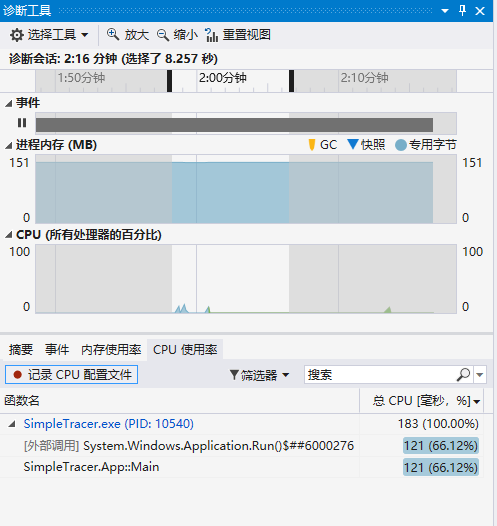 诊断工具
选择工具 放大 缩小 重置视图
诊断会话: 2:16 分钟 (选择了 8.257 秒)
1:50分钟 2:00分钟 2:10分钟
事件
进程内存 (MB) GC 快照 专用字节
151 151
0 0
CPU (所有处理器的百分比)
100 100
0 0
摘要 事件 内存使用率 CPU 使用率
记录 CPU 配置文件 筛选器 搜索
函数名 总 CPU [毫秒，%]
SimpleTracer.exe (PID: 10540) 183 (100.00%)
[外部调用] System.Windows.Application.Run()$##6000276 121 (66.12%)
SimpleTracer.App::Main 121 (66.12%)